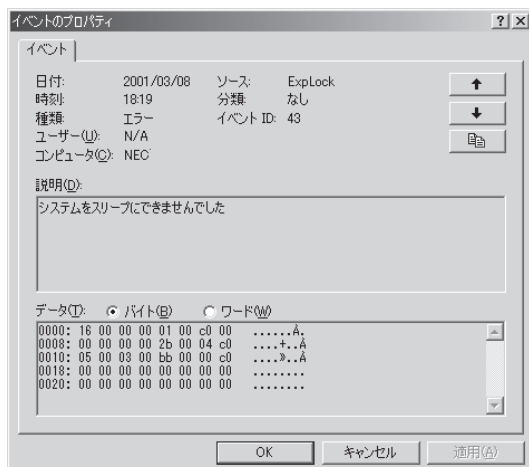 イベントのプロパティ
? ×
イベント
日付: 2001/03/08 ソース: ExpLock
時刻: 18:19 分類: なし
種類: エラー イベント ID: 43
ユーザー(U): N/A
コンピュータ(C): NEC
説明(D):
システムをスリープにできませんでした
データ(T): バイト(B) ワード(W)
0000: 16 00 00 00 01 00 c0 00 ......À.
0008: 00 00 00 00 2b 00 04 c0 ....+..À
0010: 05 00 03 00 bb 00 00 c0 ....»..À
0018: 00 00 00 00 00 00 00 00 ........
0020: 00 00 00 00 00 00 00 00 ........
OK キャンセル 適用(A)